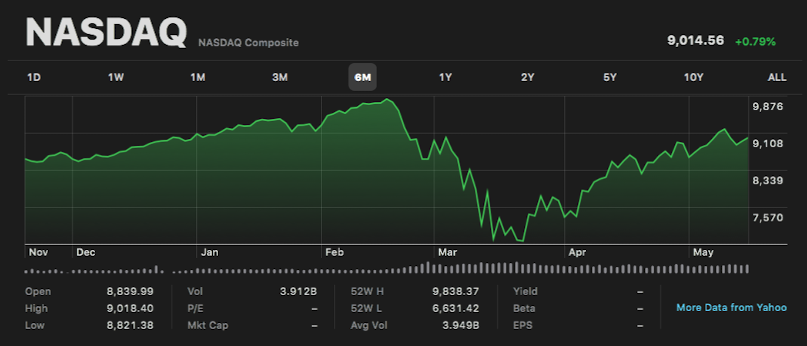 NASDAQ NASDAQ Composite 9,014.56 +0.79%
1D 1W 1M 3M 6M 1Y 2Y 5Y 10Y ALL
9,876
9,108
8,339
7,570
Nov Dec Jan Feb Mar Apr May
Open 8,839.99 Vol 3.912B 52W H 9,838.37 Yield –
High 9,018.40 P/E – 52W L 6,631.42 Beta – More Data from Yahoo
Low 8,821.38 Mkt Cap – Avg Vol 3.949B EPS –